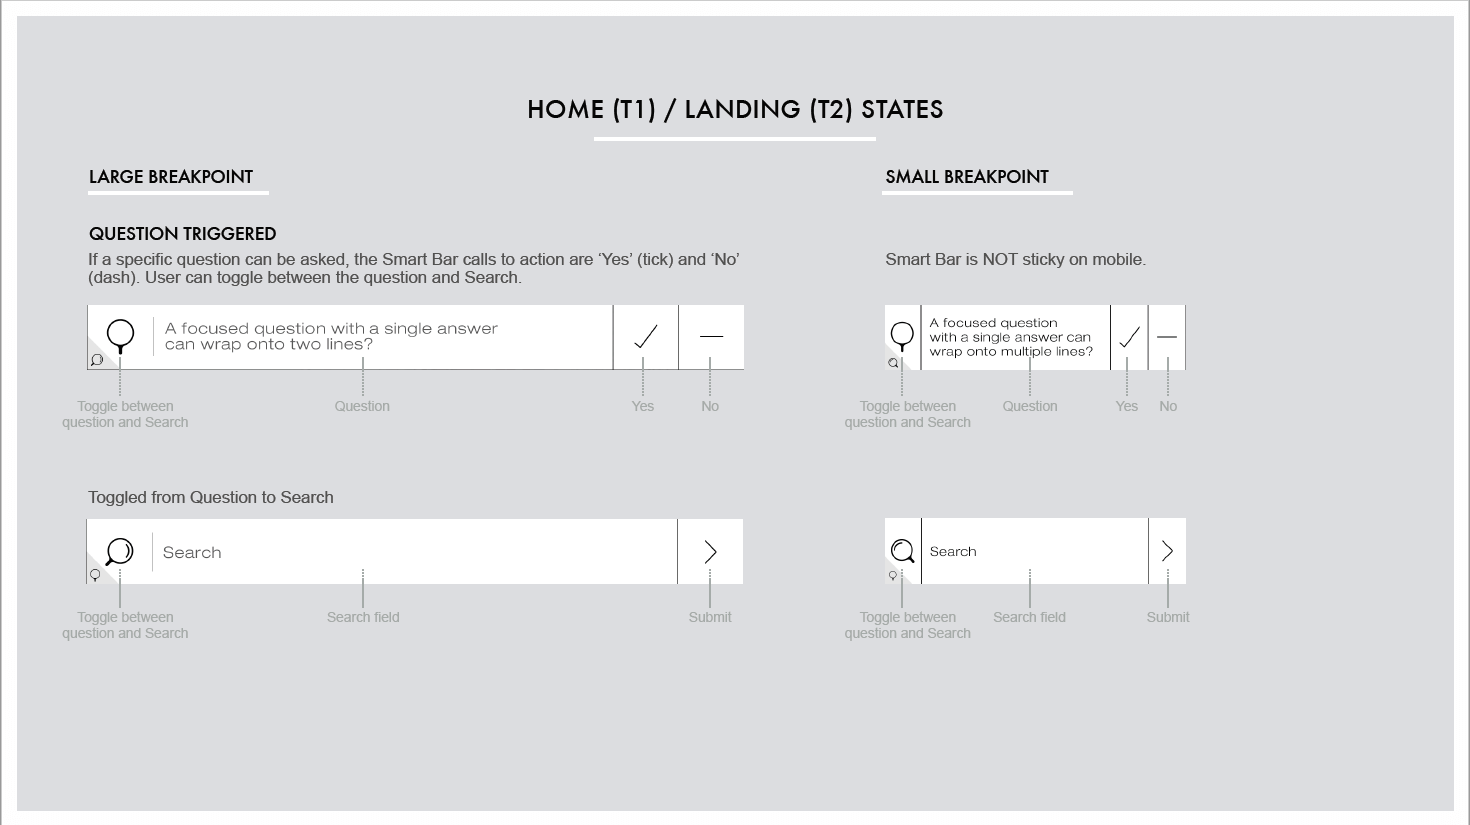 HOME (T1) / LANDING (T2) STATES
LARGE BREAKPOINT
QUESTION TRIGGERED
If a specific question can be asked, the Smart Bar calls to action are ‘Yes’ (tick) and ‘No’
(dash). User can toggle between the question and Search.
A focused question with a single answer
can wrap onto two lines?
Toggle between
question and Search
Question
Yes
No
Toggled from Question to Search
Search
Toggle between
question and Search
Search field
Submit
SMALL BREAKPOINT
Smart Bar is NOT sticky on mobile.
A focused question
with a single answer can
wrap onto multiple lines?
Toggle between
question and Search
Question
Yes
No
Search
Toggle between
question and Search
Search field
Submit